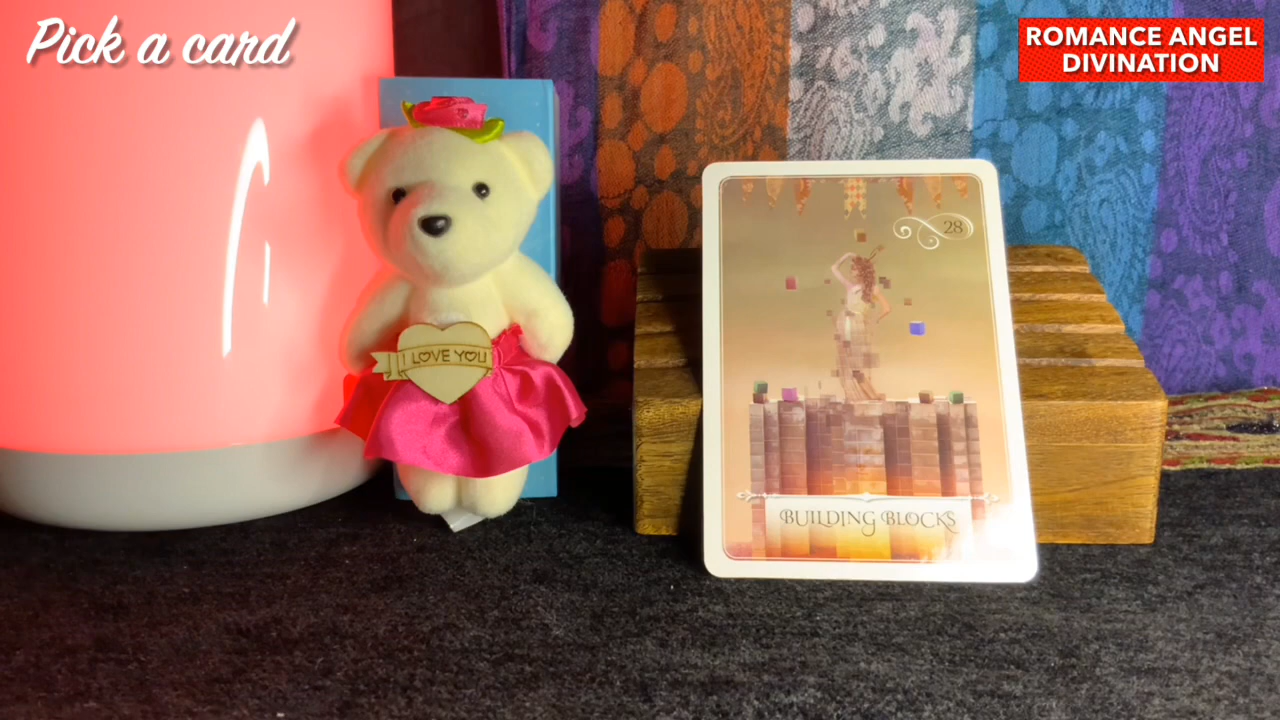 Pick a card
ROMANCE ANGEL
DIVINATION
I LOVE YOU
28
BUILDING BLOCKS